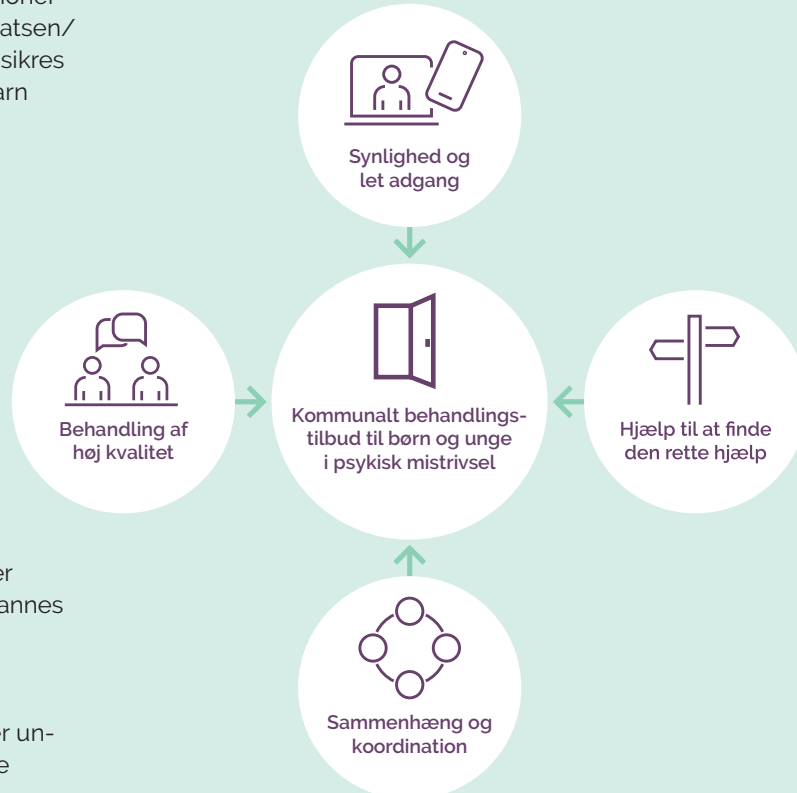 atsen/
sikres
Synlighed og
let adgang
Behandling af
høj kvalitet
Kommunalt behandlings-
tilbud til børn og unge
i psykisk mistrivsel
Hjælp til at finde
den rette hjælp
er
annes
Sammenhæng og
koordination
er un-
e